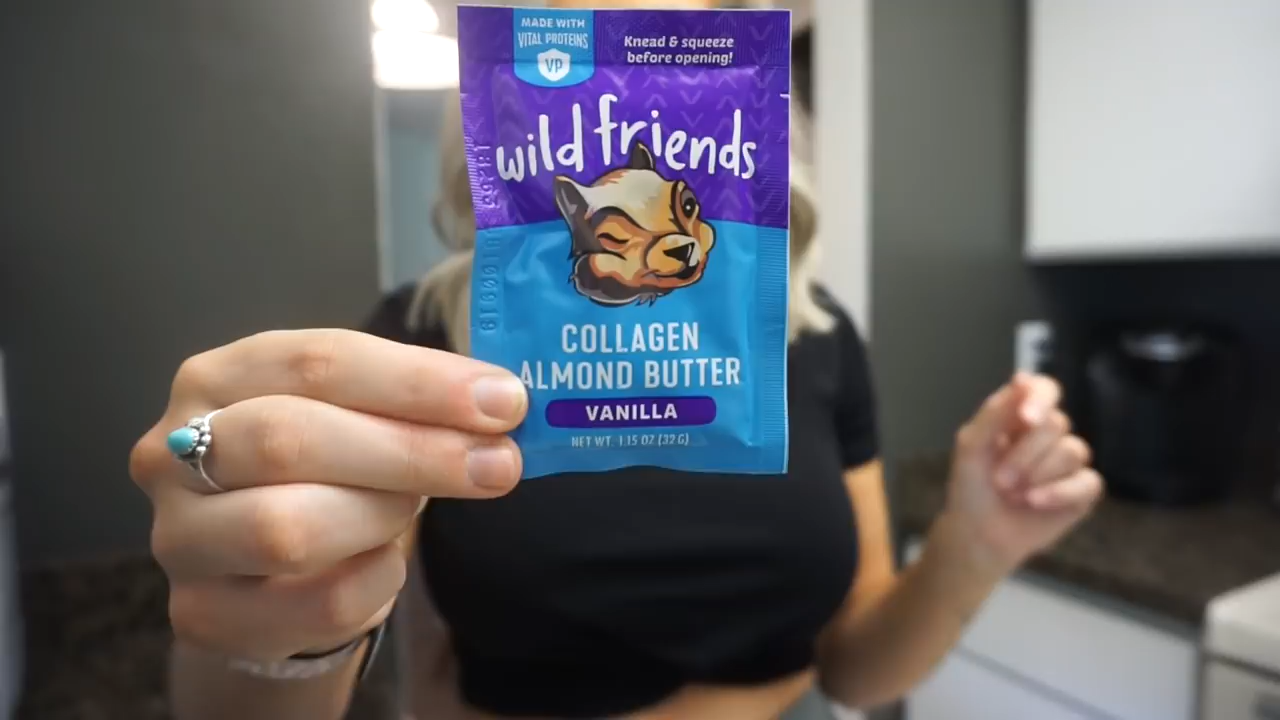 MADE WITH
VITAL PROTEINS
VP
Knead & squeeze
before opening!
wild friends
COLLAGEN
ALMOND BUTTER
VANILLA
NET WT. 1.15 OZ (32 G)